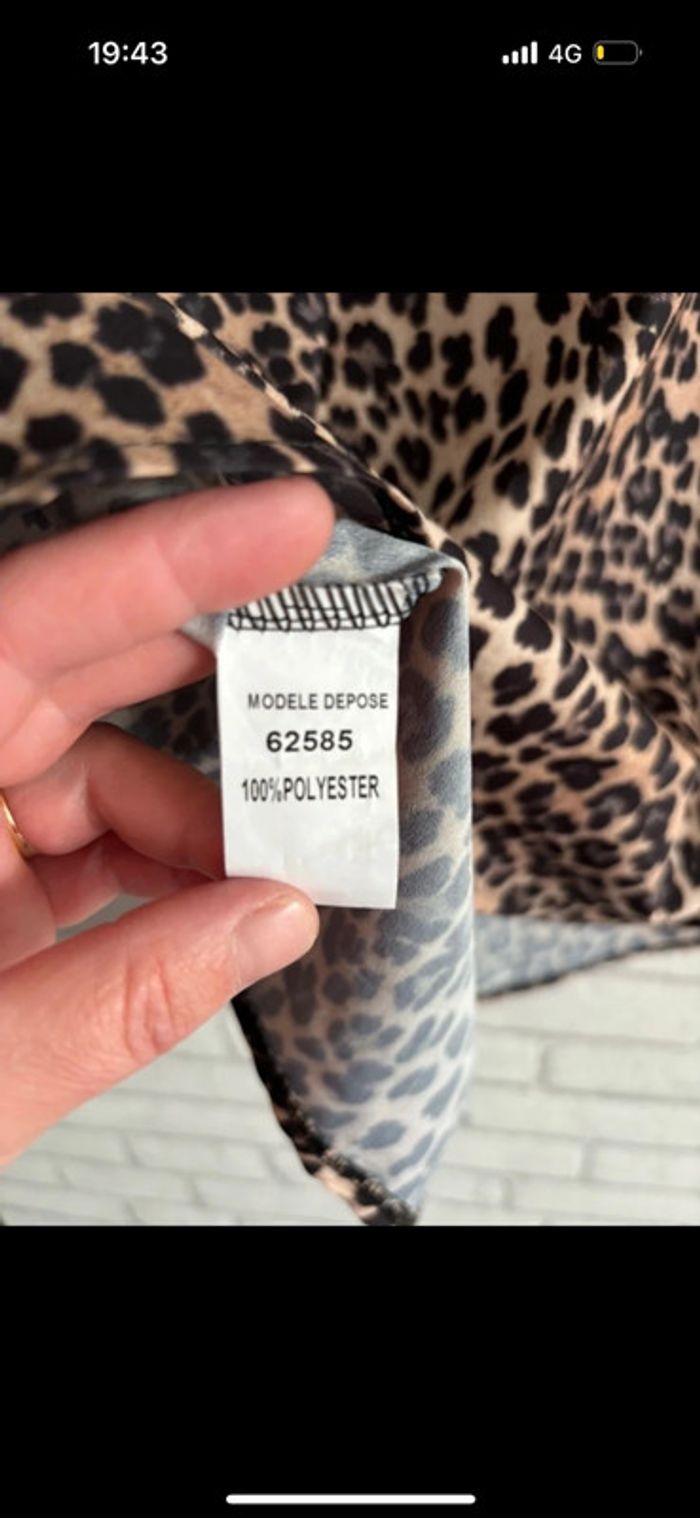 19:43
4G
MODELE DEPOSE
62585
100%POLYESTER